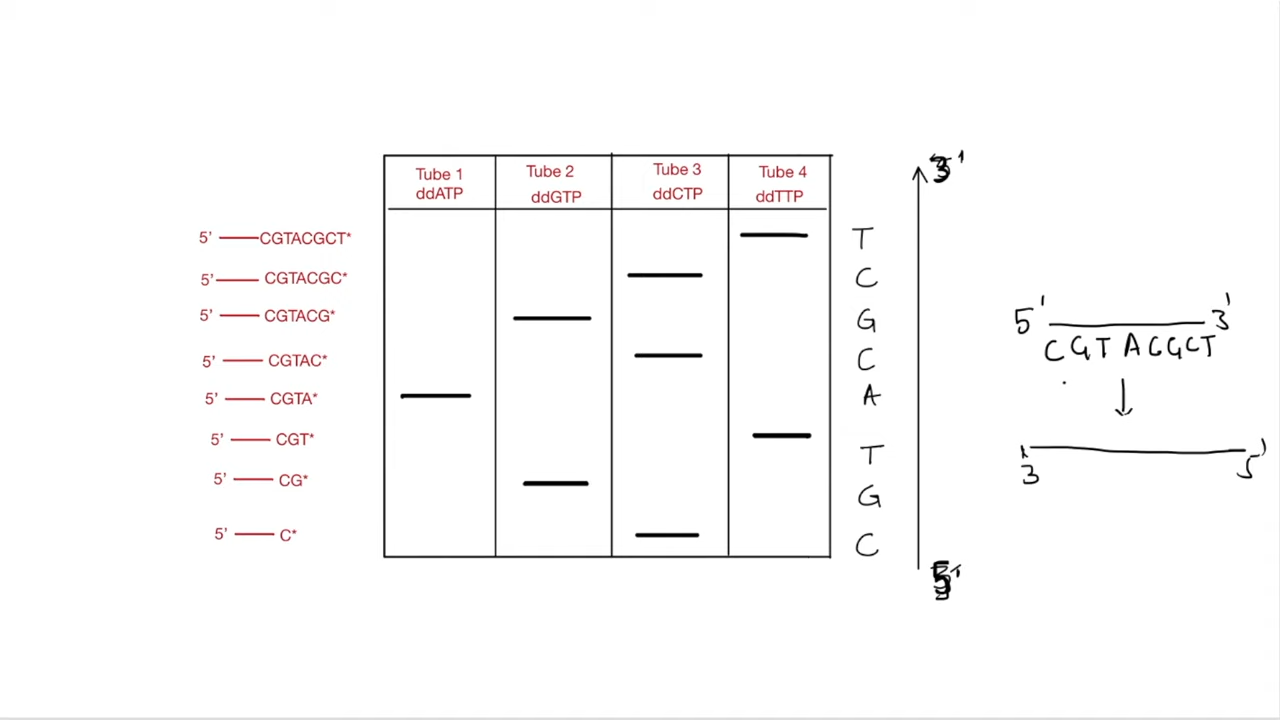 Tube 1
ddATP
Tube 2
ddGTP
Tube 3
ddCTP
Tube 4
ddTTP
5' CGTACGCT* T
5' CGTACGC* C
5' CGTACG* G
5' CGTAC* C
5' CGTA* A
5' CGT* T
5' CG* G
5' C* C
3'
5'
5' 3'
CGTACGCT
3' 5'